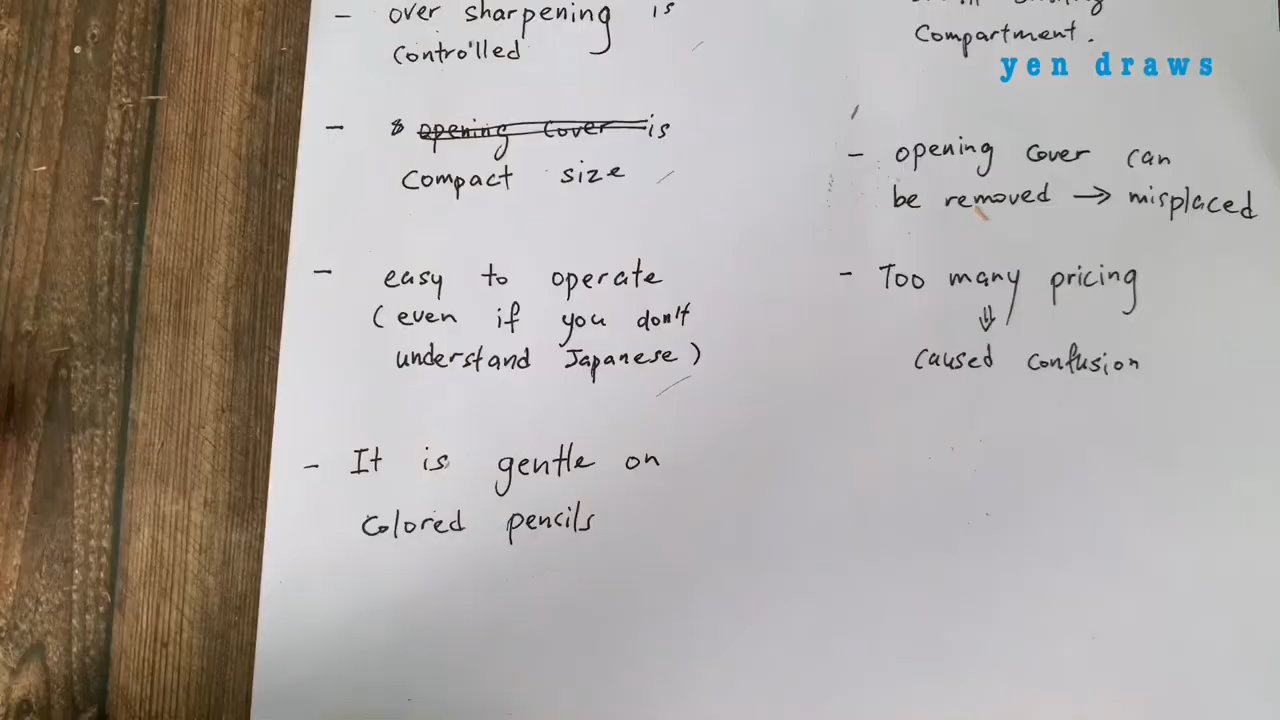 - over sharpening is
controlled
- opening cover is
compact size
- easy to operate
(even if you don't
understand Japanese)
- It is gentle on
colored pencils
compartment.
yen draws
- opening cover can
be removed → misplaced
- Too many pricing
⇓
caused confusion